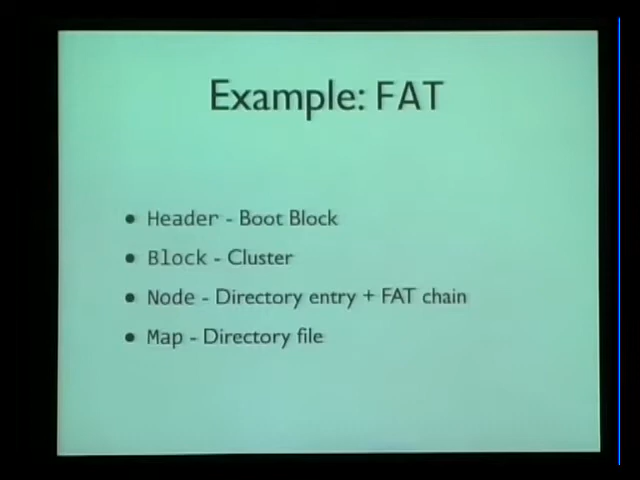 Example: FAT
• Header - Boot Block
• Block - Cluster
• Node - Directory entry + FAT chain
• Map - Directory file